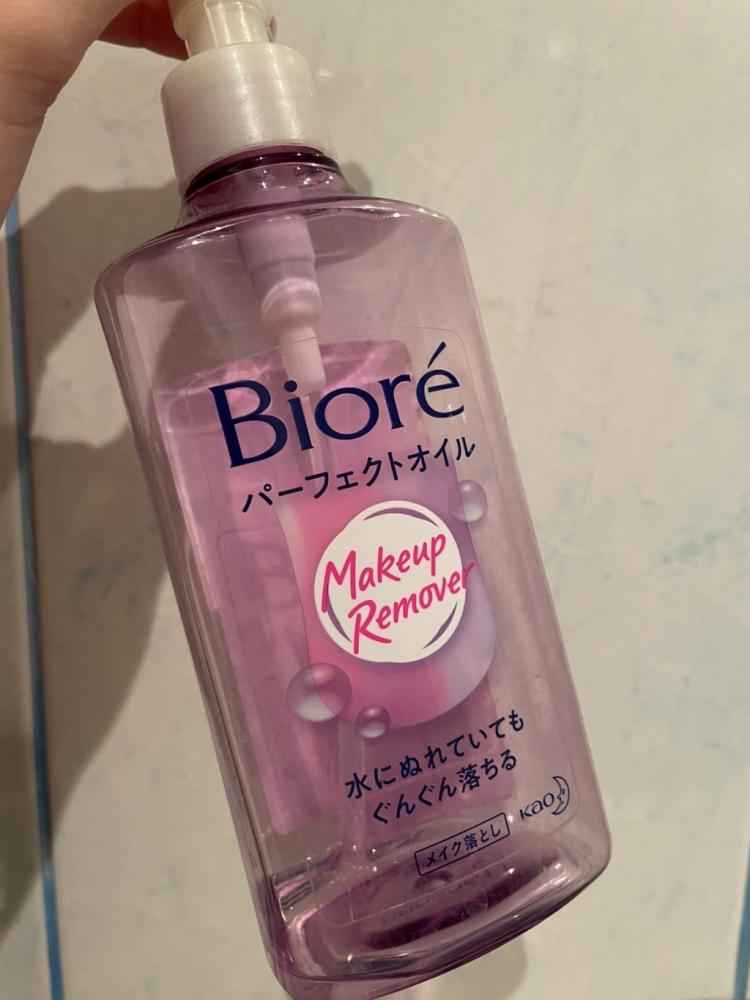 Bioré
パーフェクトオイル
Makeup
Remover
水にぬれていても
ぐんぐん落ちる
メイク落とし
Kao